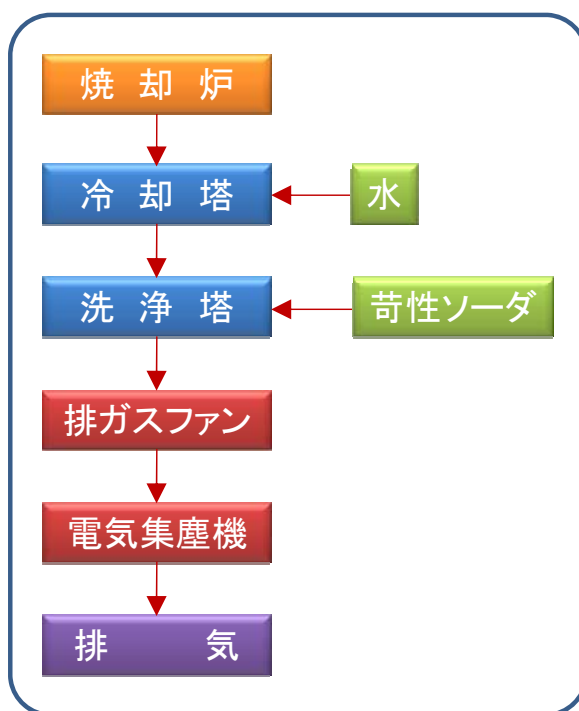 焼却炉
冷却塔
水
洗浄塔
苛性ソーダ
排ガスファン
電気集塵機
排気